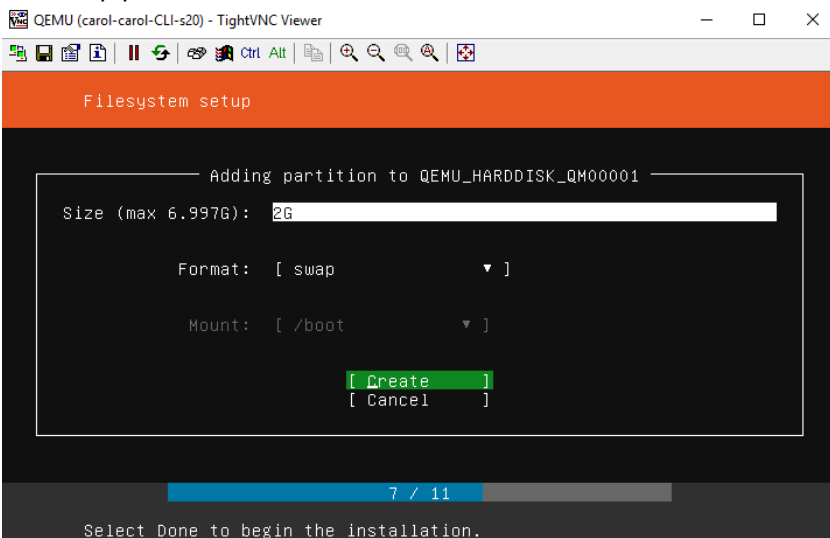 QEMU (carol-carol-CLI-s20) - TightVNC Viewer
Ctrl Alt
Filesystem setup
Adding partition to QEMU_HARDDISK_QM00001
Size (max 6.997G): 2G
Format: [ swap ▾ ]
Mount: [ /boot ▾ ]
[ Create ]
[ Cancel ]
7 / 11
Select Done to begin the installation.